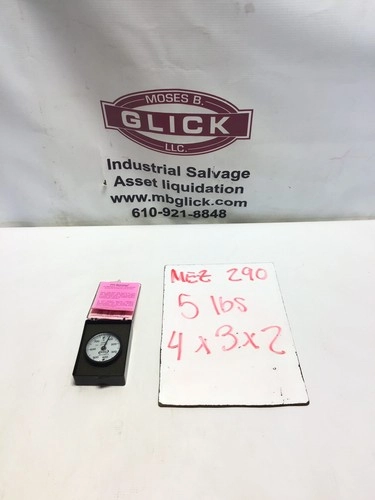 MOSES B.
GLICK
LLC.
Industrial Salvage
Asset liquidation
www.mbglick.com
610-921-8848
MEZ 290
5 lbs
4 x 3 x 2